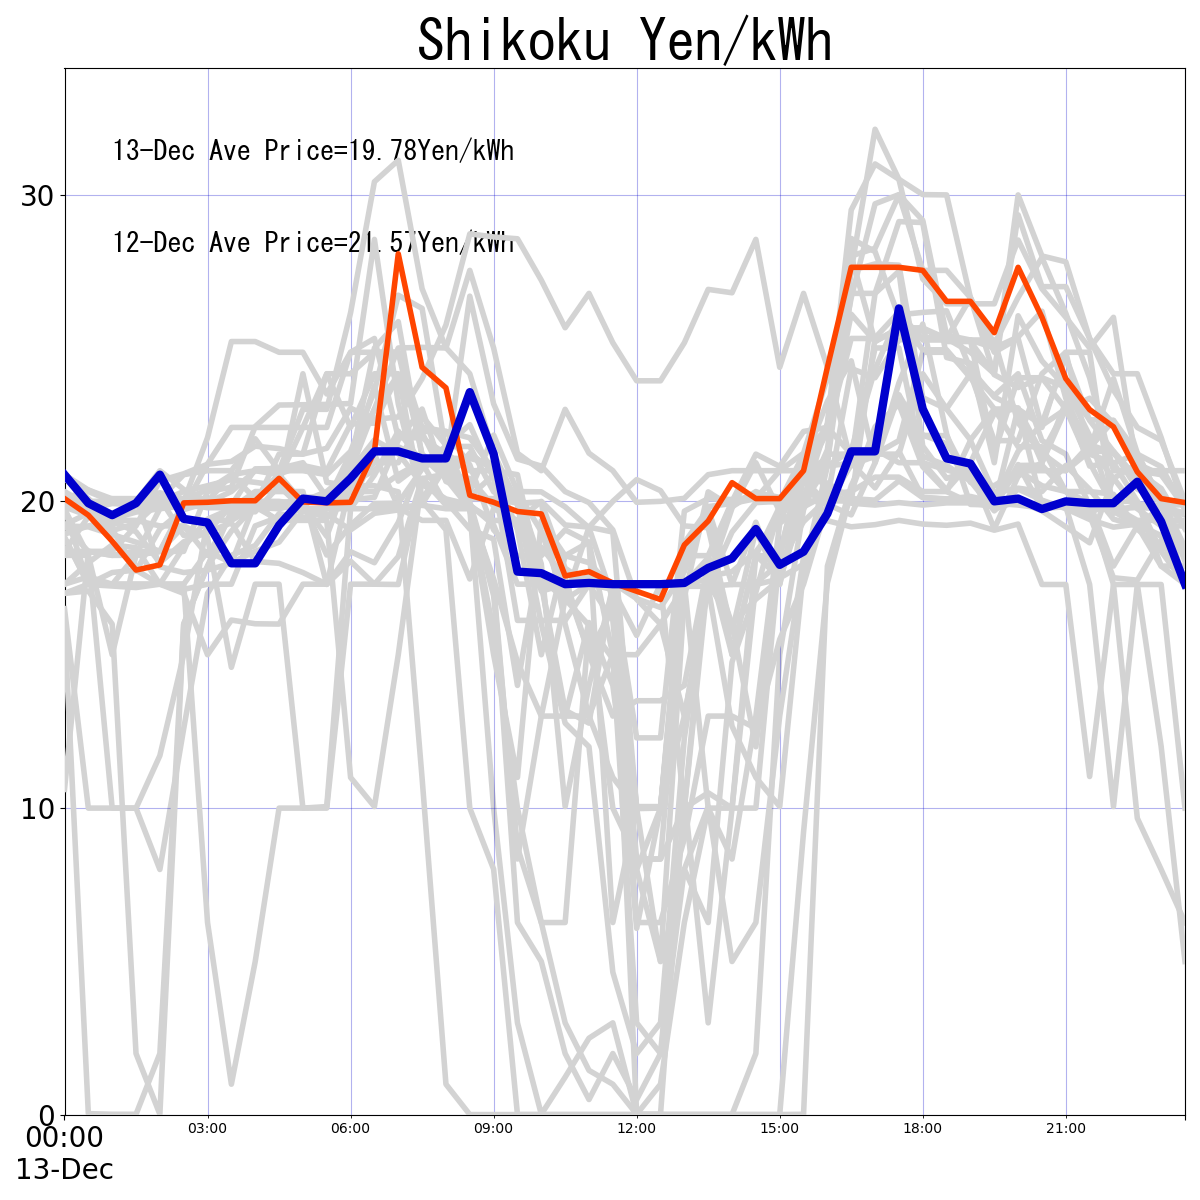 Shikoku Yen/kWh
13-Dec Ave Price=19.78Yen/kWh
12-Dec Ave Price=21.57Yen/kWh
30
20
10
0
00:00 03:00 06:00 09:00 12:00 15:00 18:00 21:00
13-Dec